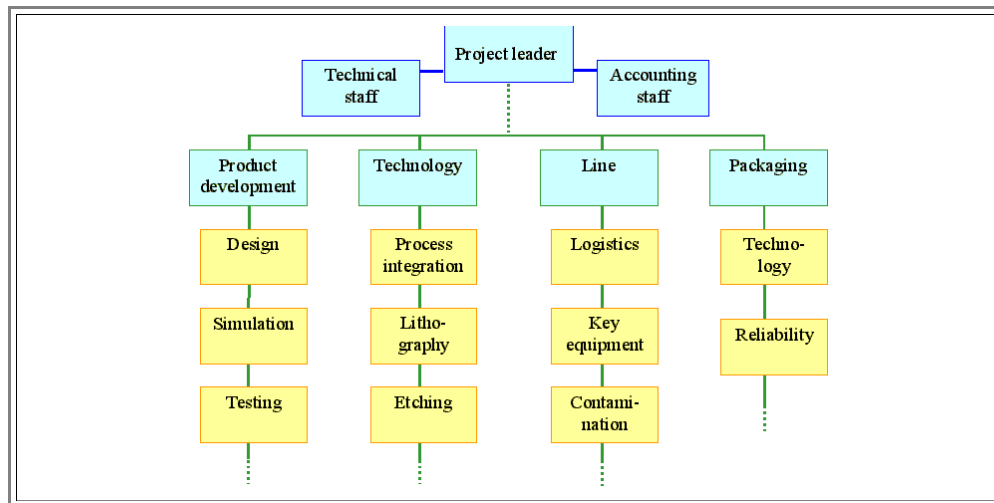 Project leader
Technical
staff
Accounting
staff
Product
development
Technology
Line
Packaging
Design
Process
integration
Logistics
Techno-
logy
Simulation
Litho-
graphy
Key
equipment
Reliability
Testing
Etching
Contami-
nation